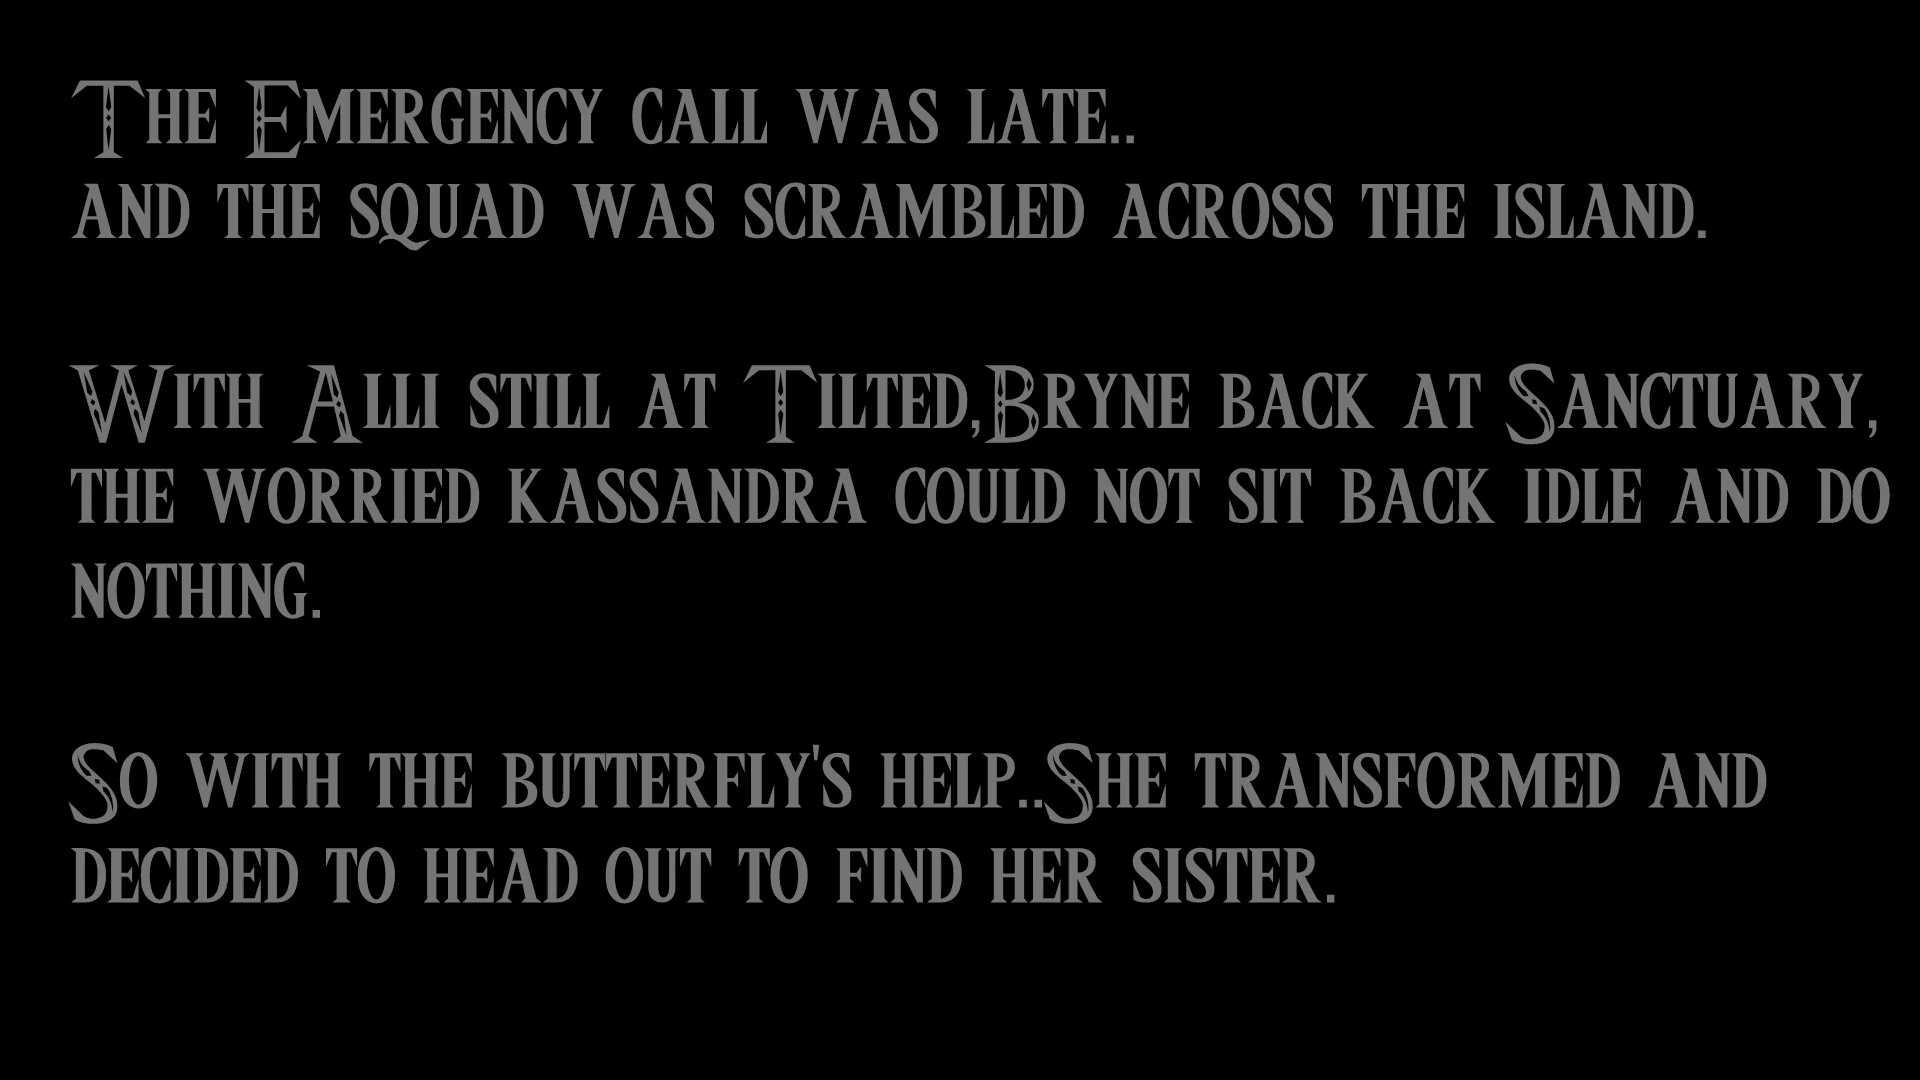 The Emergency call was late..
and the squad was scrambled across the island.
With Alli still at Tilted,Bryne back at Sanctuary,
the worried kassandra could not sit back idle and do
nothing.
So with the butterfly's help..She transformed and
decided to head out to find her sister.